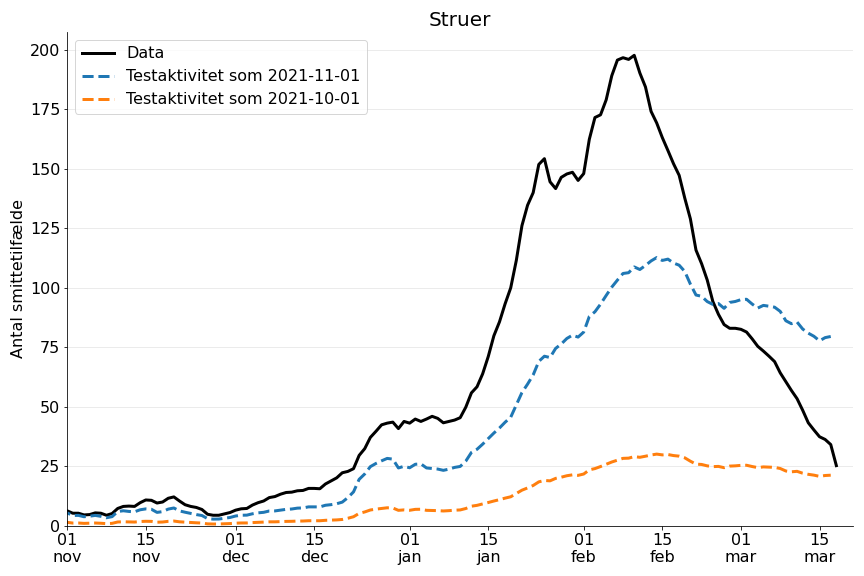 Struer
Data
Testaktivitet som 2021-11-01
Testaktivitet som 2021-10-01
Antal smittetilfælde
200
175
150
125
100
75
50
25
0
01 15 01 15 01 15 01 15 01 15
nov nov dec dec jan jan feb feb mar mar